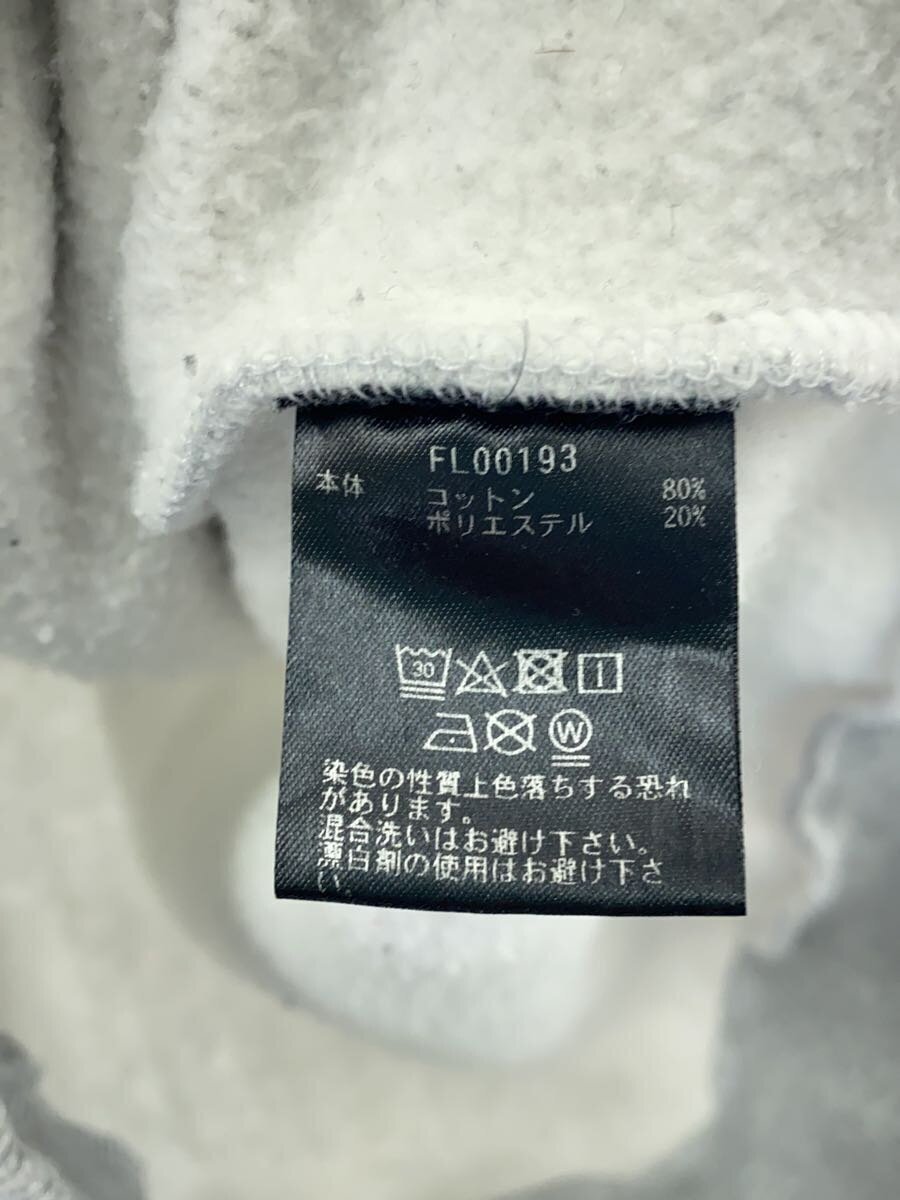 FL00193
本体 コットン 80%
ポリエステル 20%
30
W
染色の性質上色落ちする恐れ
があります。
混合洗いはお避け下さい。
漂白剤の使用はお避け下さ
い。